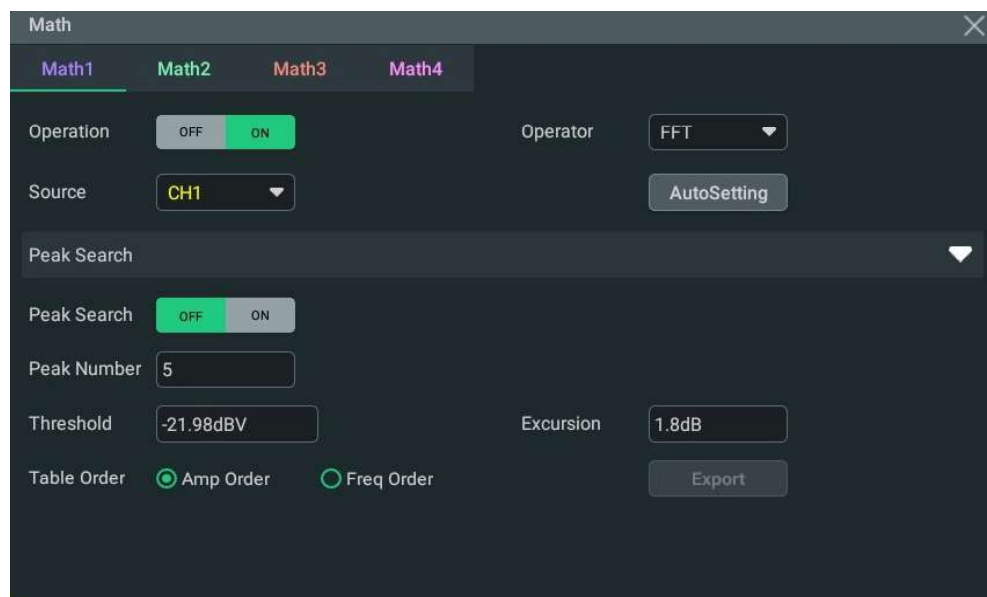 Math
Math1 Math2 Math3 Math4
Operation OFF ON Operator FFT
Source CH1 AutoSetting
Peak Search
Peak Search OFF ON
Peak Number 5
Threshold -21.98dBV Excursion 1.8dB
Table Order Amp Order Freq Order Export